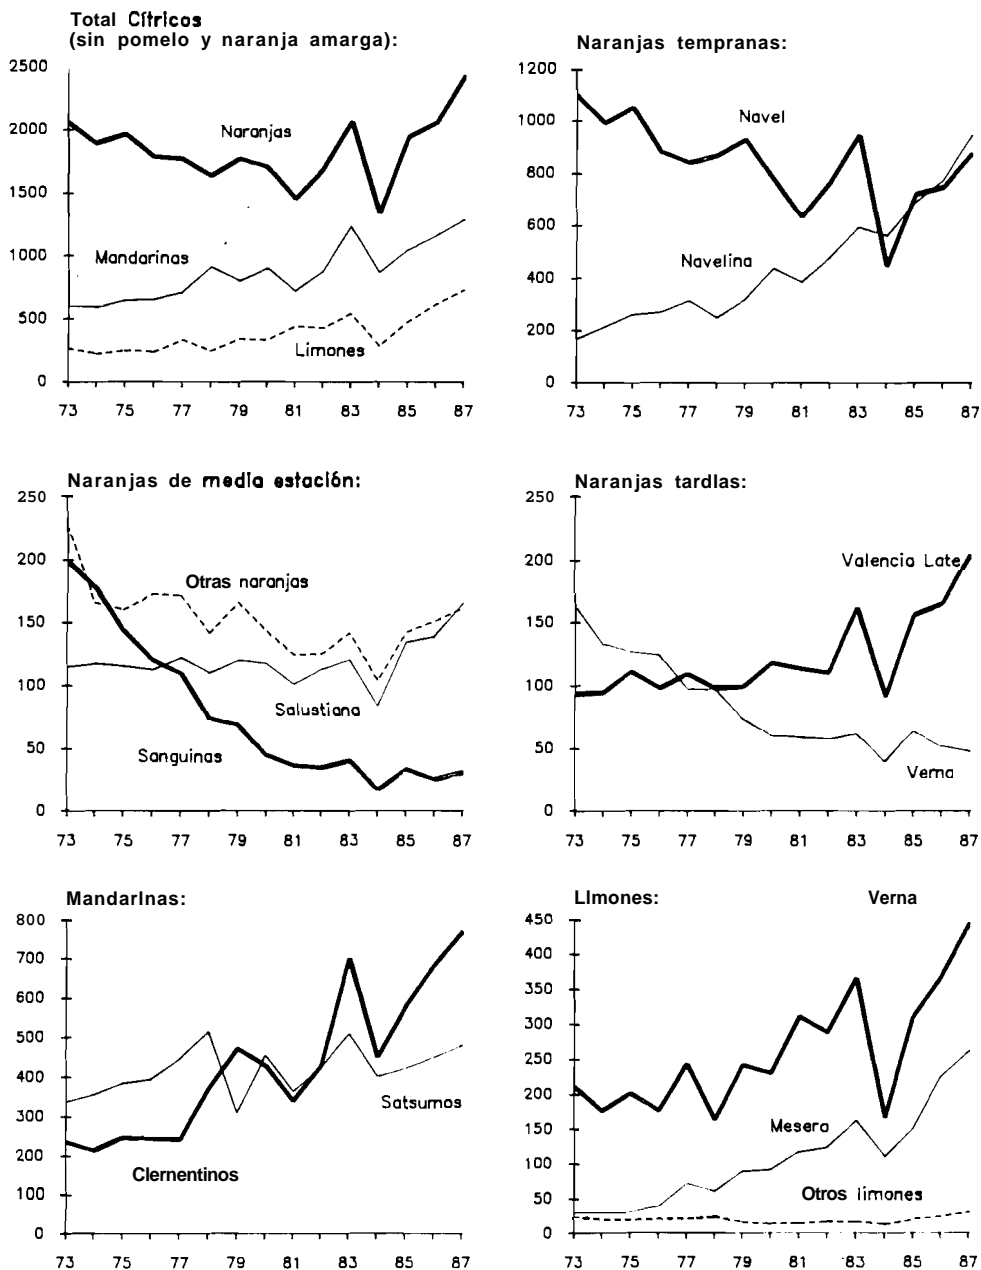 Total Cítricos
(sin pomelo y naranja amarga):
2500
2000
1500
1000
500
0
Naranjas
Mandarinas
Limones
73 75 77 79 81 83 85 87
Naranjas tempranas:
1200
1000
800
600
400
200
0
Navel
Navelina
73 75 77 79 81 83 85 87
Naranjas de media estación:
250
200
150
100
50
0
Otras naranjas
Salustiana
Sanguinas
73 75 77 79 81 83 85 87
Naranjas tardlas:
250
200
150
100
50
0
Valencia Late
Verna
73 75 77 79 81 83 85 87
MandarInas:
800
700
600
500
400
300
200
100
0
Satsumas
Clernentinos
73 75 77 79 81 83 85 87
LImones: Verna
450
400
350
300
250
200
150
100
50
0
Mesero
Otros limones
73 75 77 79 81 83 85 87